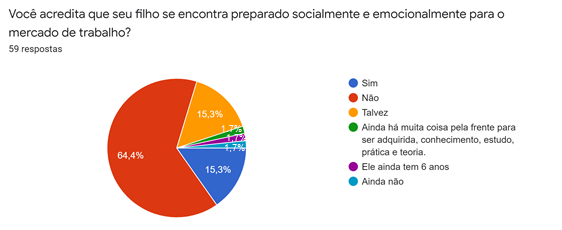 Você acredita que seu filho se encontra preparado socialmente e emocionalmente para o
mercado de trabalho?
59 respostas
Sim
Não
Talvez
Ainda há muita coisa pela frente para
ser adquirida, conhecimento, estudo,
prática e teoria.
Ele ainda tem 6 anos
Ainda não
15,3%
1,7%
1,7%
1,7%
64,4%
15,3%